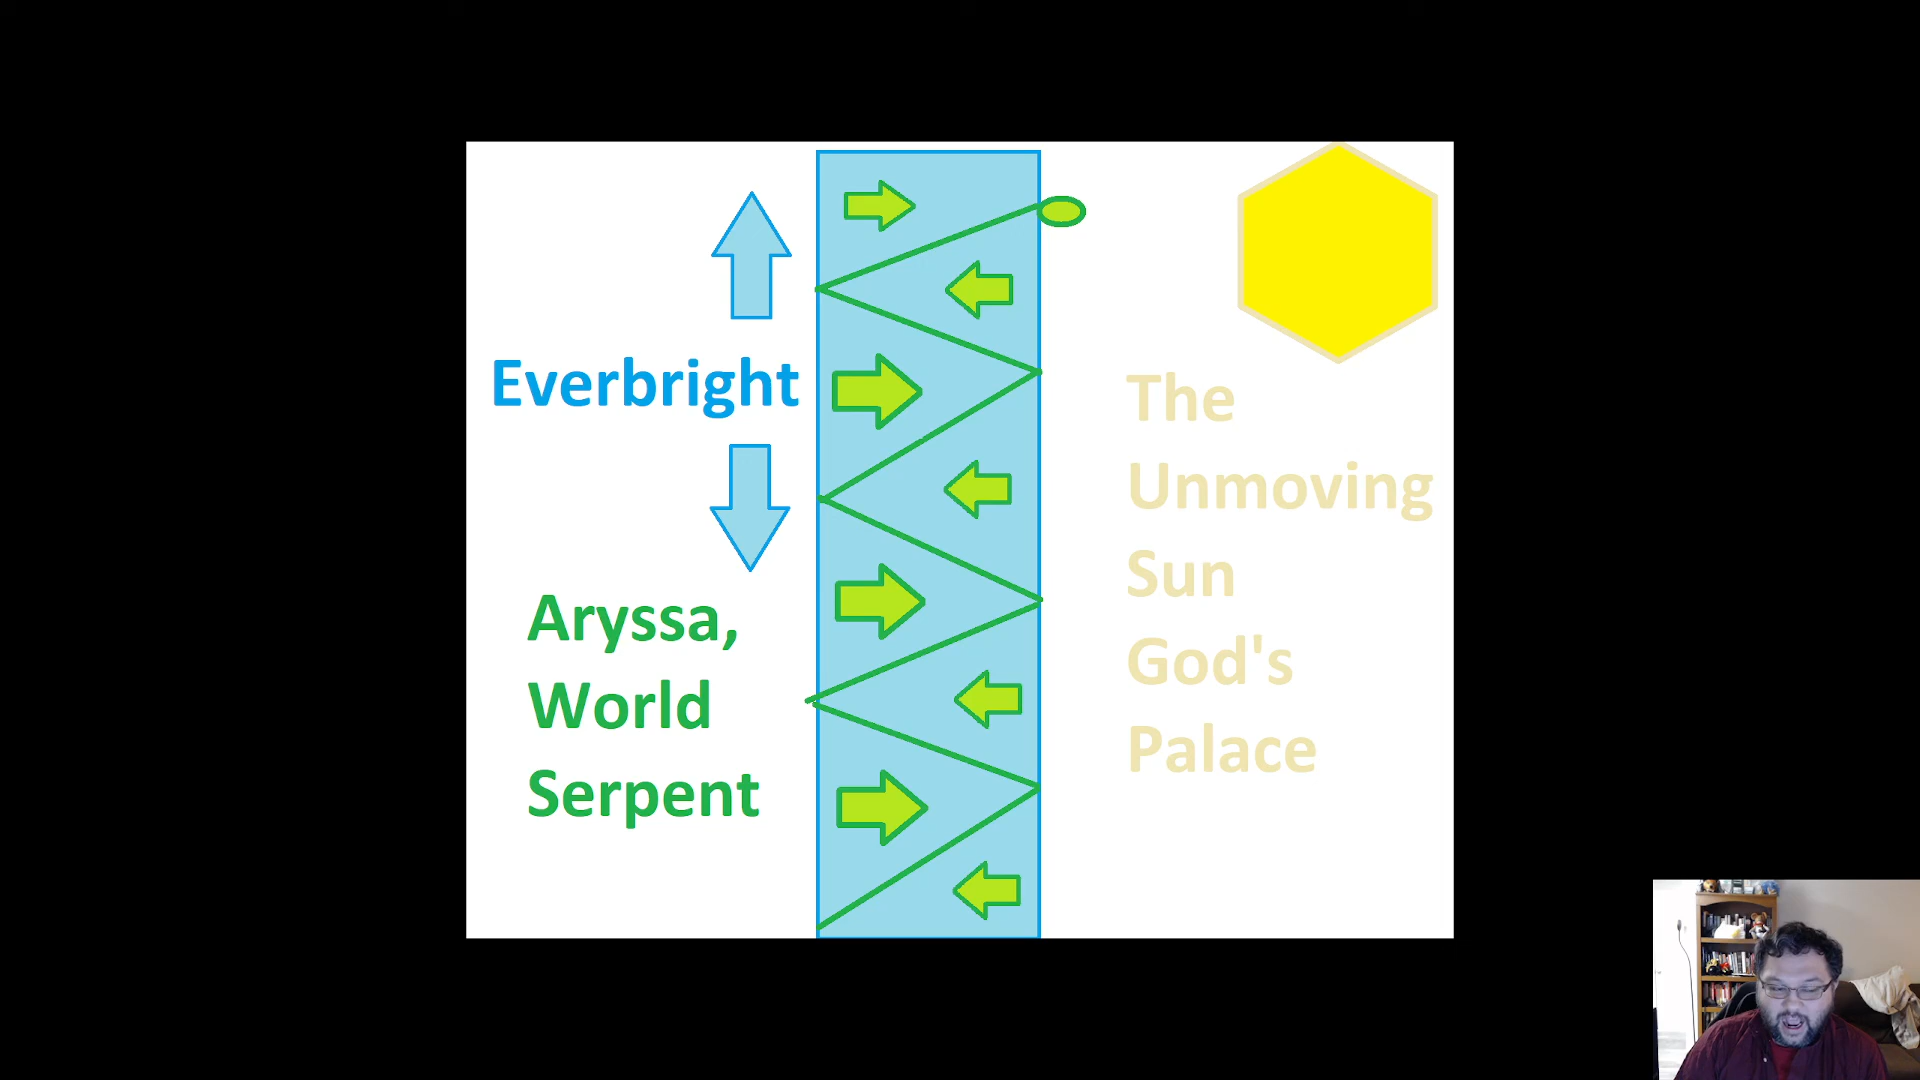 Everbright
Aryssa,
World
Serpent
The
Unmoving
Sun
God's
Palace